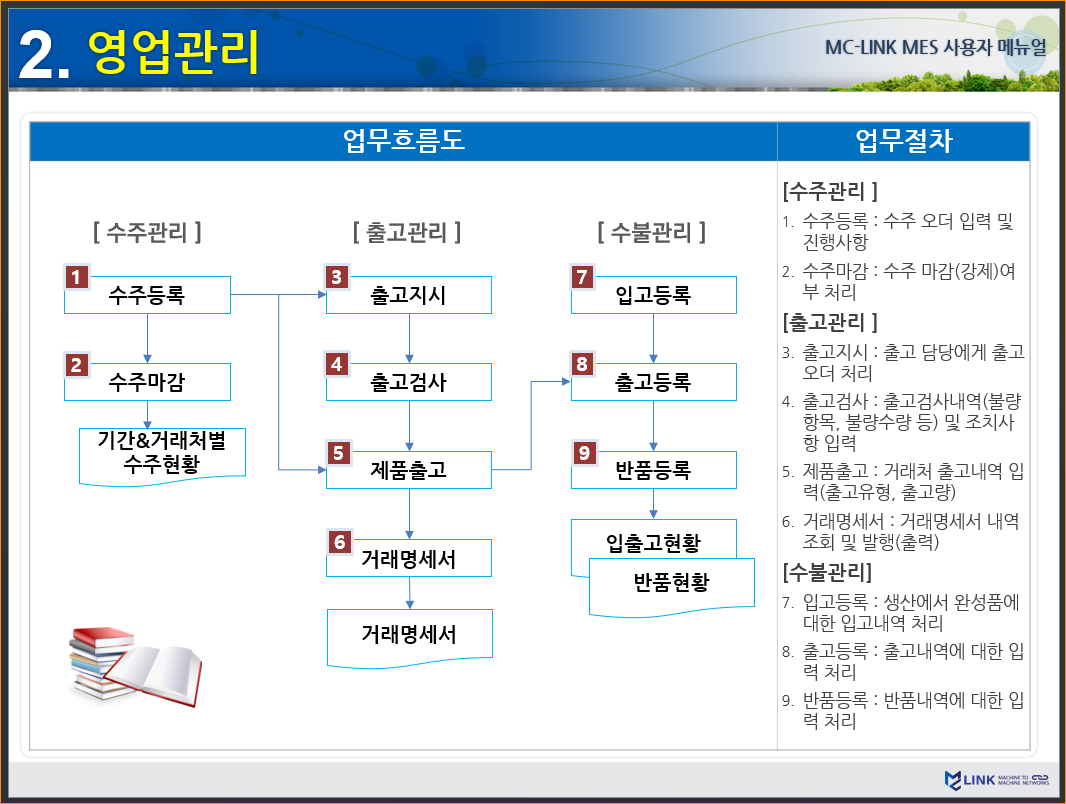 2. 영업관리
MC-LINK MES 사용자 메뉴얼
업무흐름도
업무절차
[ 수주관리 ]
[ 출고관리 ]
[ 수불관리 ]
1
수주등록
3
출고지시
7
입고등록
2
수주마감
4
출고검사
8
출고등록
기간&거래처별
수주현황
5
제품출고
9
반품등록
6
거래명세서
입출고현황
반품현황
거래명세서
[수주관리 ]
1. 수주등록 : 수주 오더 입력 및
진행사항
2. 수주마감 : 수주 마감(강제)여
부 처리
[출고관리 ]
3. 출고지시 : 출고 담당에게 출고
오더 처리
4. 출고검사 : 출고검사내역(불량
항목, 불량수량 등) 및 조치사
항 입력
5. 제품출고 : 거래처 출고내역 입
력(출고유형, 출고량)
6. 거래명세서 : 거래명세서 내역
조회 및 발행(출력)
[수불관리]
7. 입고등록 : 생산에서 완성품에
대한 입고내역 처리
8. 출고등록 : 출고내역에 대한 입
력 처리
9. 반품등록 : 반품내역에 대한 입
력 처리
LINK
MACHINE TO
MACHINE NETWORKS